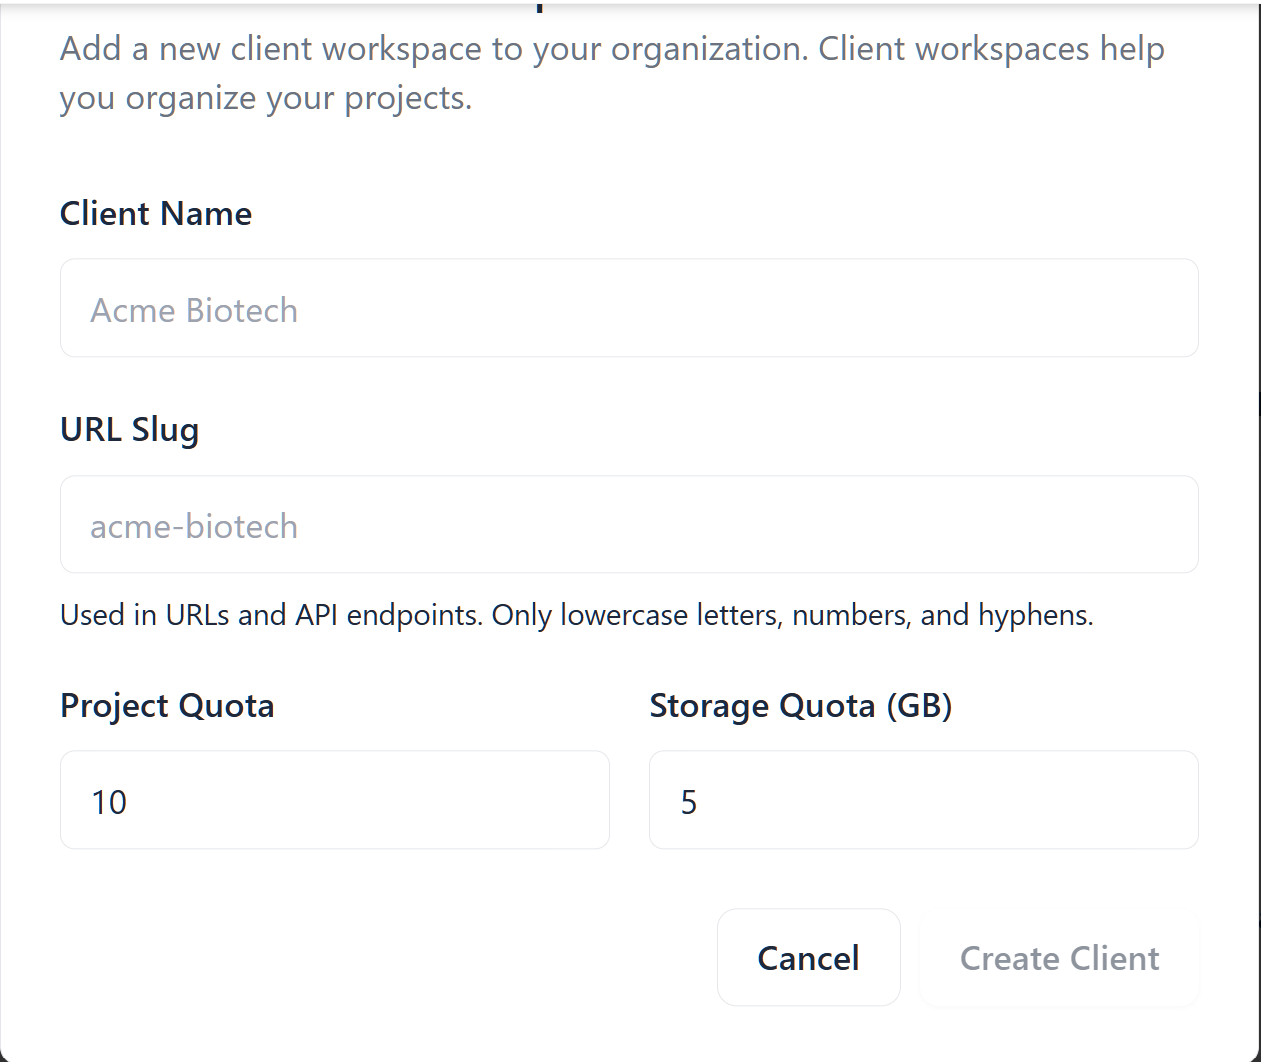 Add a new client workspace to your organization. Client workspaces help
you organize your projects.
Client Name
Acme Biotech
URL Slug
acme-biotech
Used in URLs and API endpoints. Only lowercase letters, numbers, and hyphens.
Project Quota
Storage Quota (GB)
10
5
Cancel
Create Client